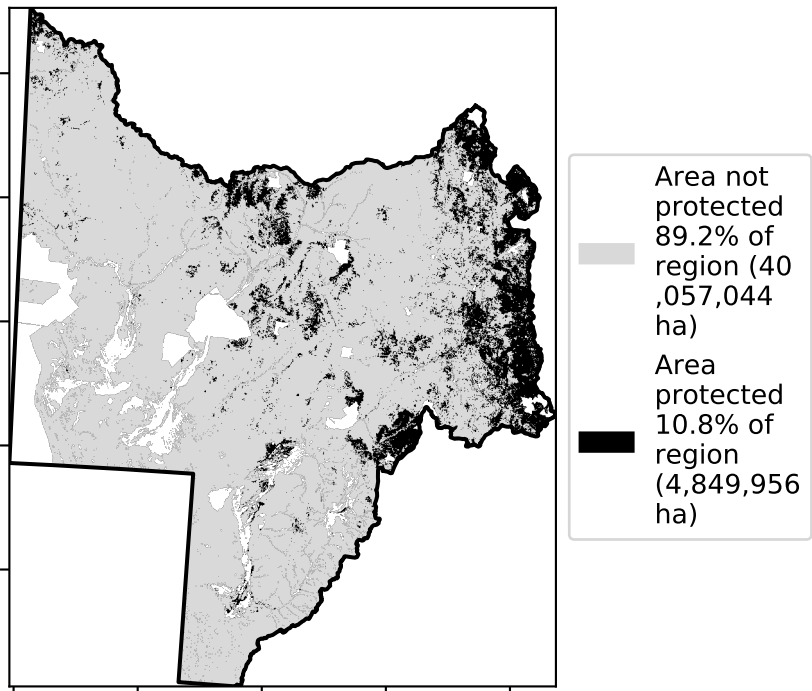 Area not
protected
89.2% of
region (40
,057,044
ha)
Area
protected
10.8% of
region
(4,849,956
ha)